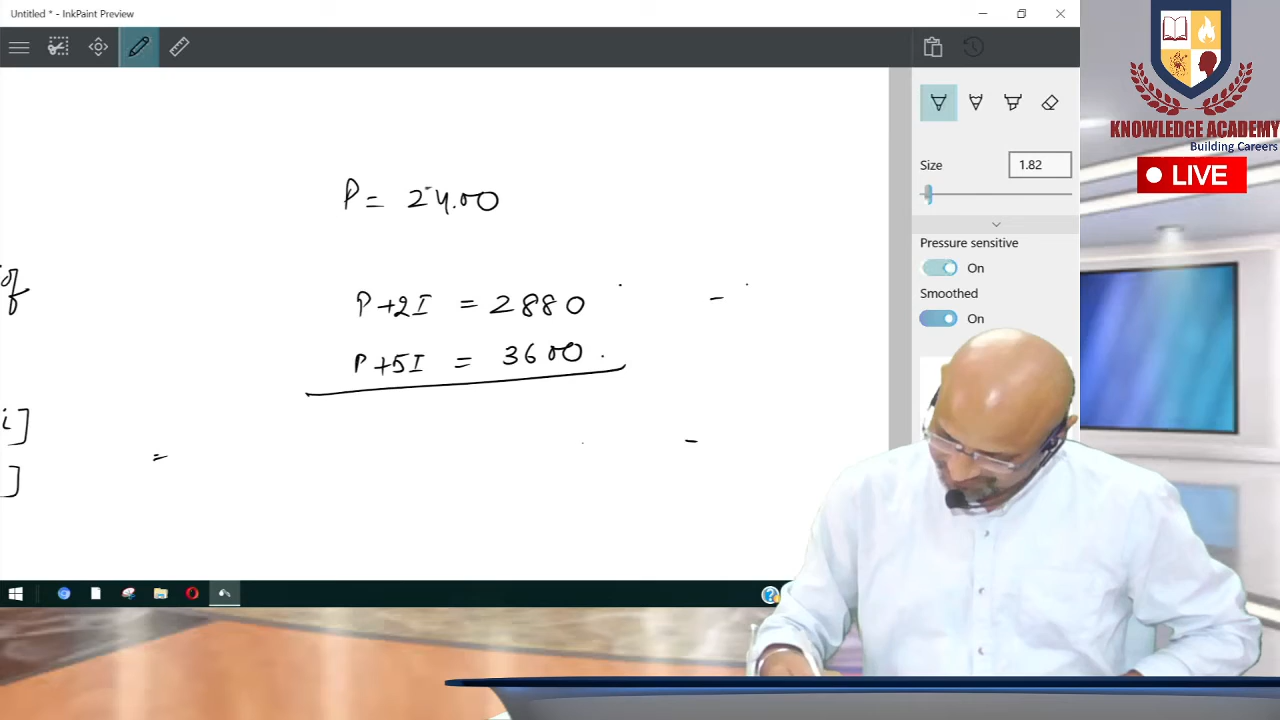 Untitled * - InkPaint Preview
KNOWLEDGE ACADEMY
Building Careers
LIVE
Size
1.82
Pressure sensitive
On
Smoothed
On
P = 2400
of
P+2I = 2880 -
P+5I = 3600
i]
= -
]